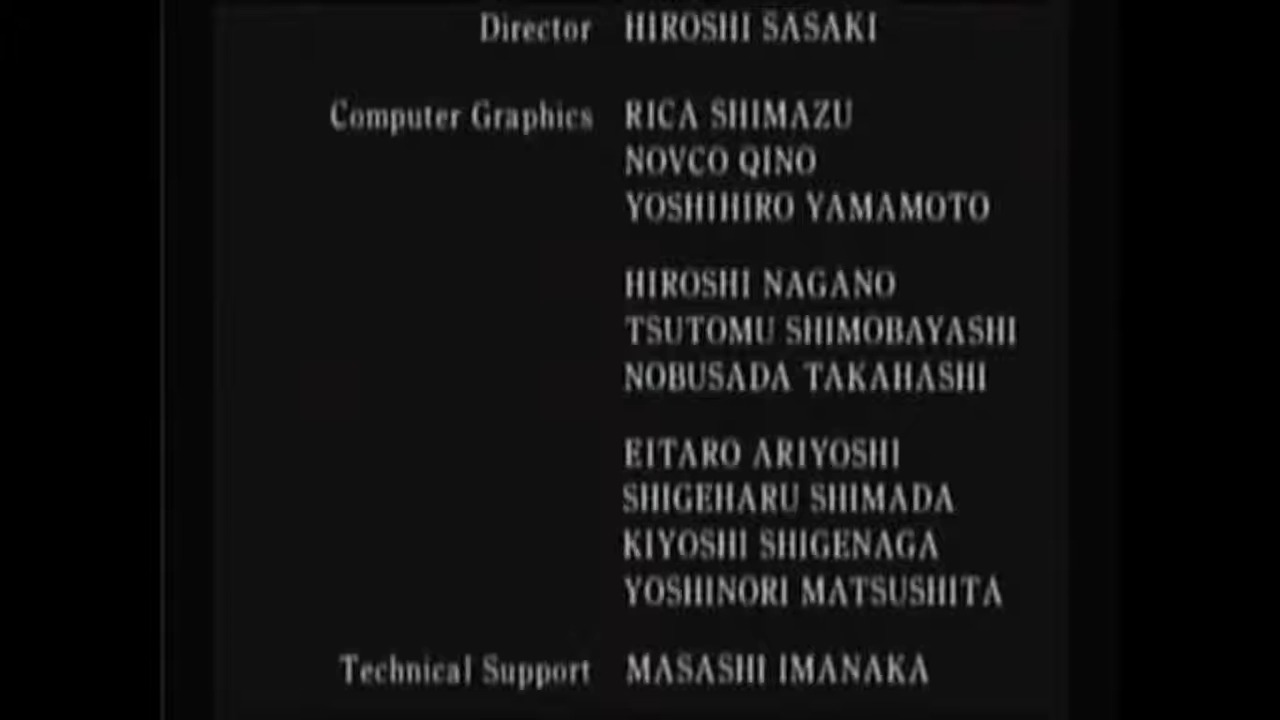 Director HIROSHI SASAKI
Computer Graphics RICA SHIMAZU
NOVCO QINO
YOSHIHIRO YAMAMOTO
HIROSHI NAGANO
TSUTOMU SHIMOBAYASHI
NOBUSADA TAKAHASHI
EITARO ARIYOSHI
SHIGEHARU SHIMADA
KIYOSHI SHIGENAGA
YOSHINORI MATSUSHITA
Technical Support MASASHI IMANAKA